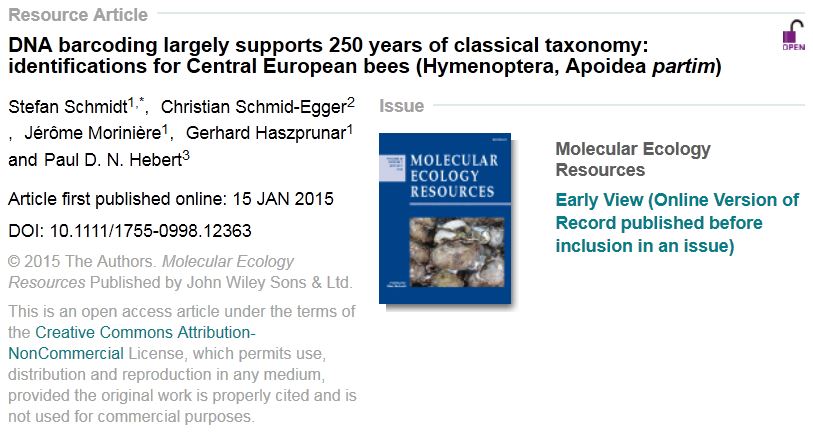 Resource Article
OPEN
DNA barcoding largely supports 250 years of classical taxonomy:
identifications for Central European bees (Hymenoptera, Apoidea partim)
Stefan Schmidt1,*, Christian Schmid-Egger2
, Jérôme Morinière1, Gerhard Haszprunar1
and Paul D. N. Hebert3
Article first published online: 15 JAN 2015
DOI: 10.1111/1755-0998.12363
© 2015 The Authors. Molecular Ecology
Resources Published by John Wiley Sons & Ltd.
This is an open access article under the terms of
the Creative Commons Attribution-
NonCommercial License, which permits use,
distribution and reproduction in any medium,
provided the original work is properly cited and is
not used for commercial purposes.
Issue
MOLECULAR
ECOLOGY
RESOURCES
Molecular Ecology
Resources
Early View (Online Version of
Record published before
inclusion in an issue)